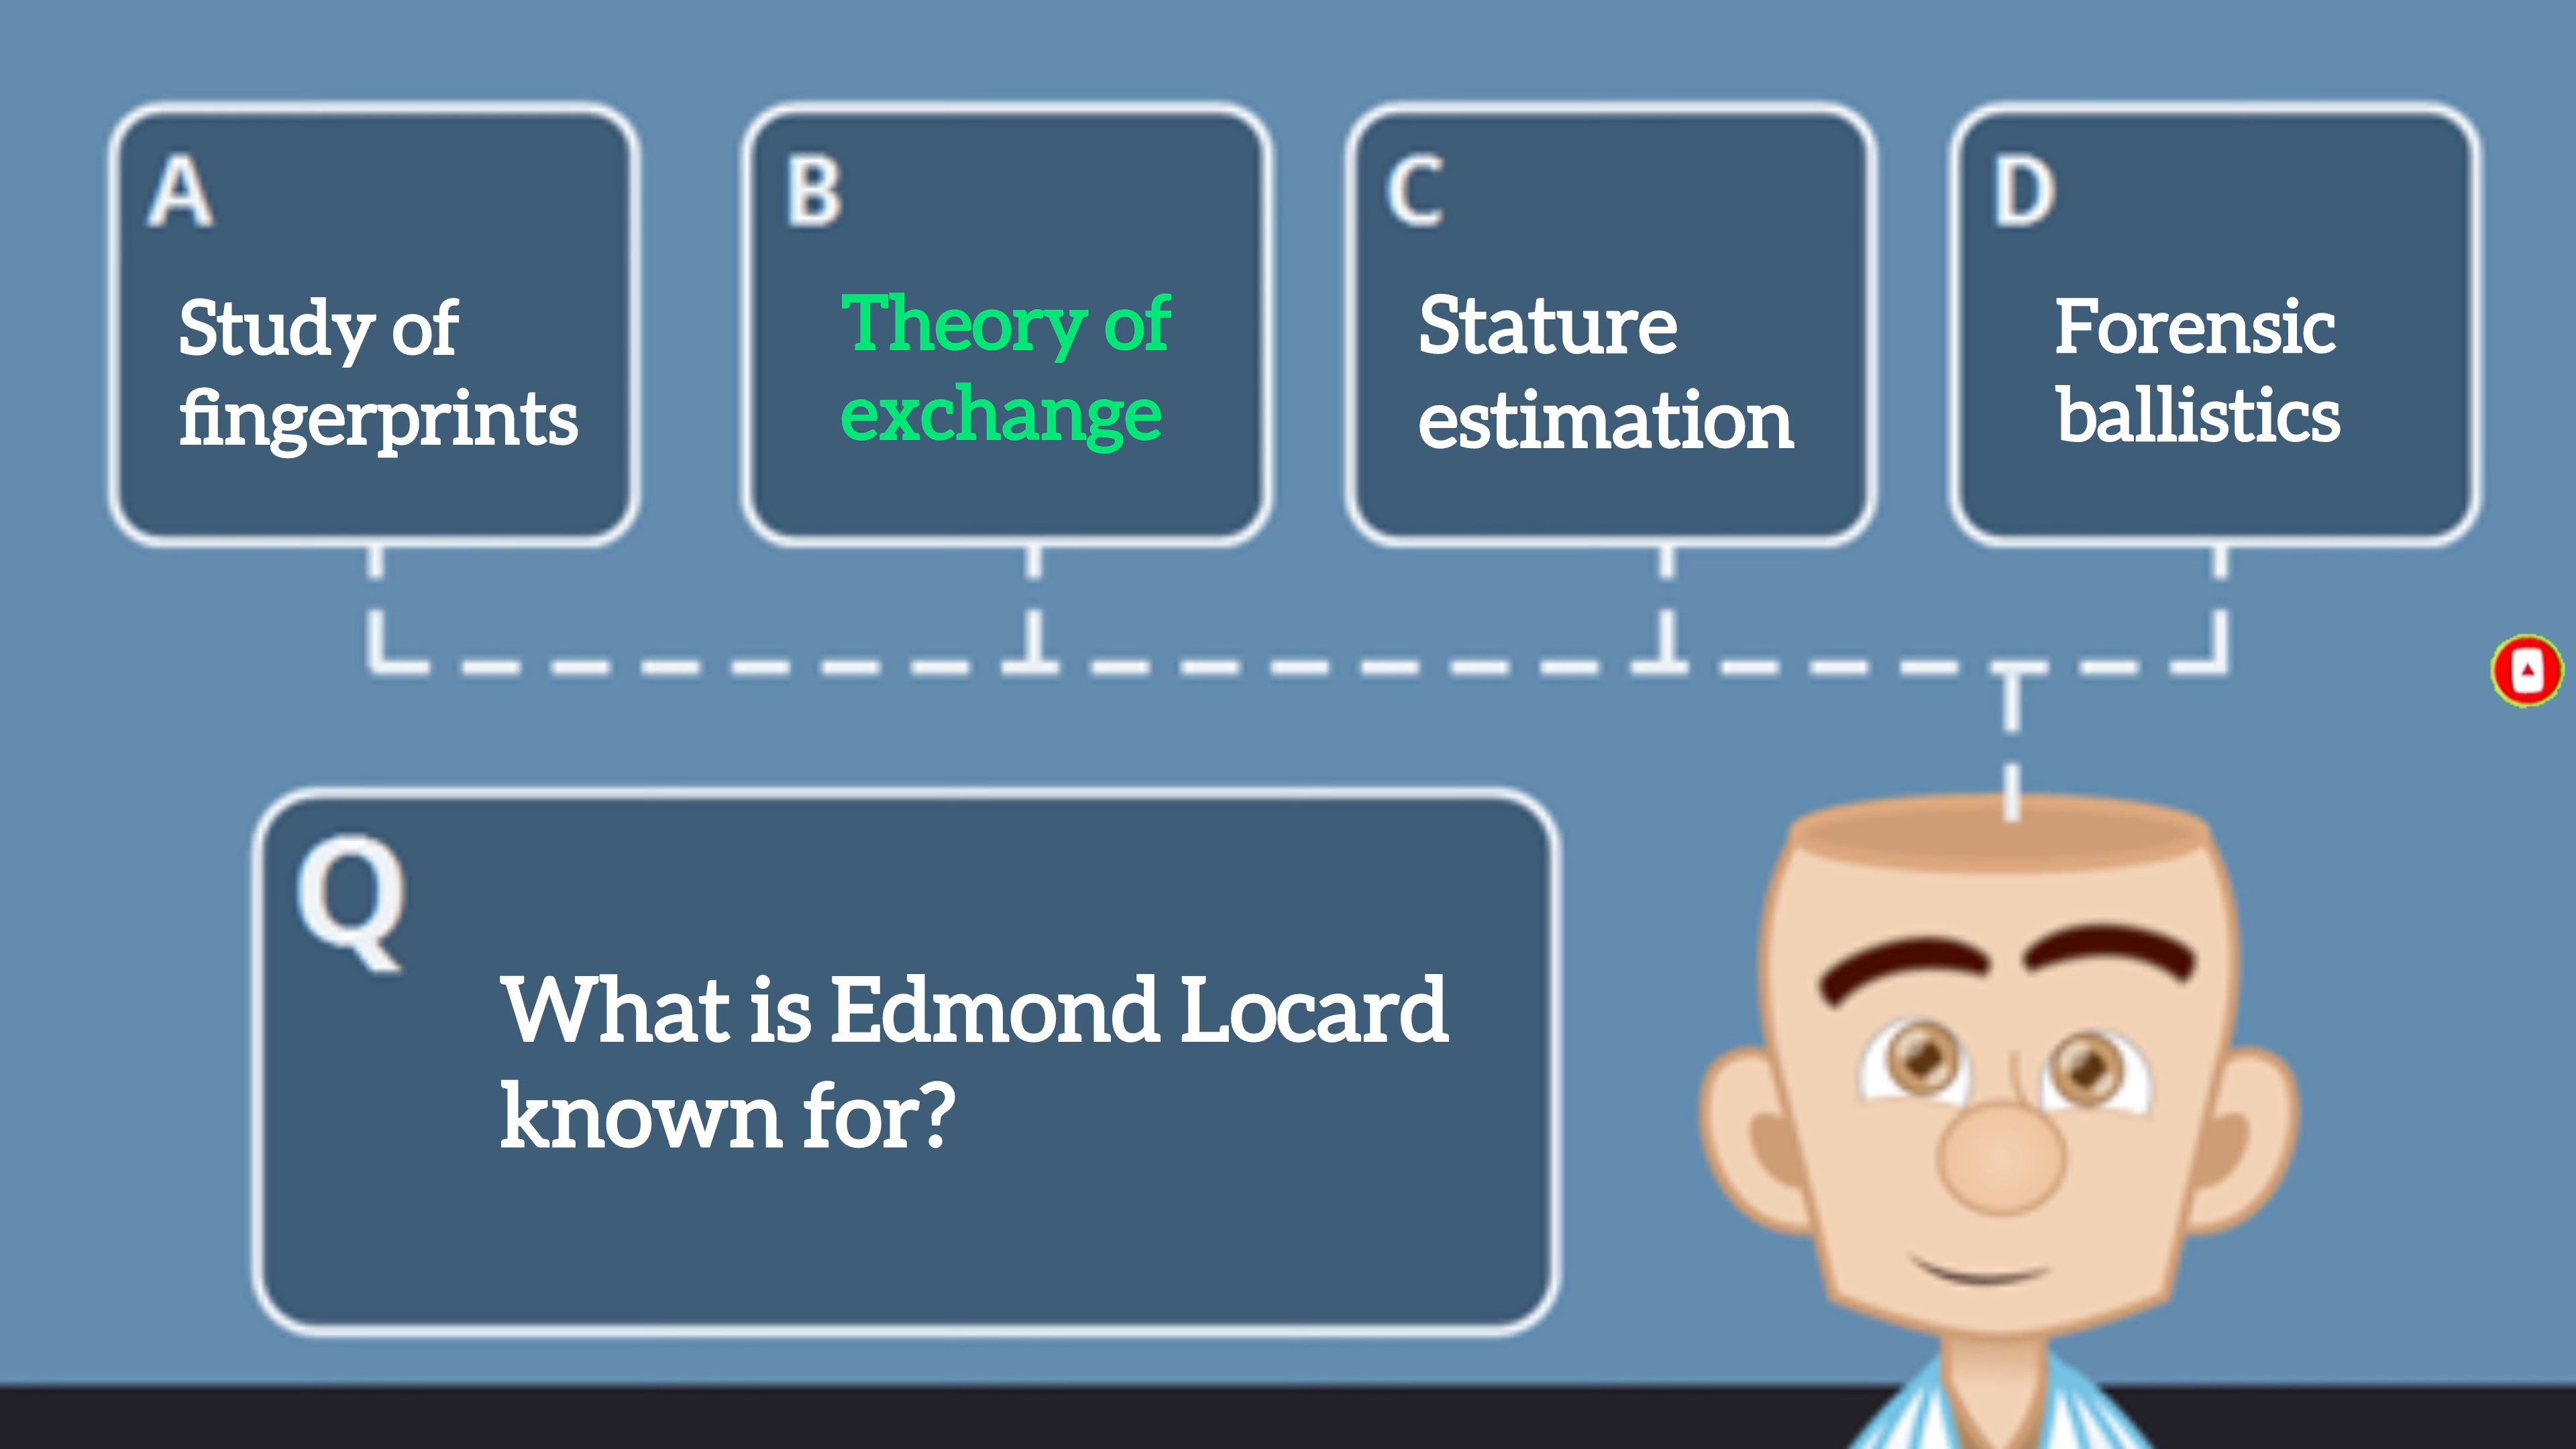 A
Study of
fingerprints
B
Theory of
exchange
C
Stature
estimation
D
Forensic
ballistics
Q
What is Edmond Locard
known for?